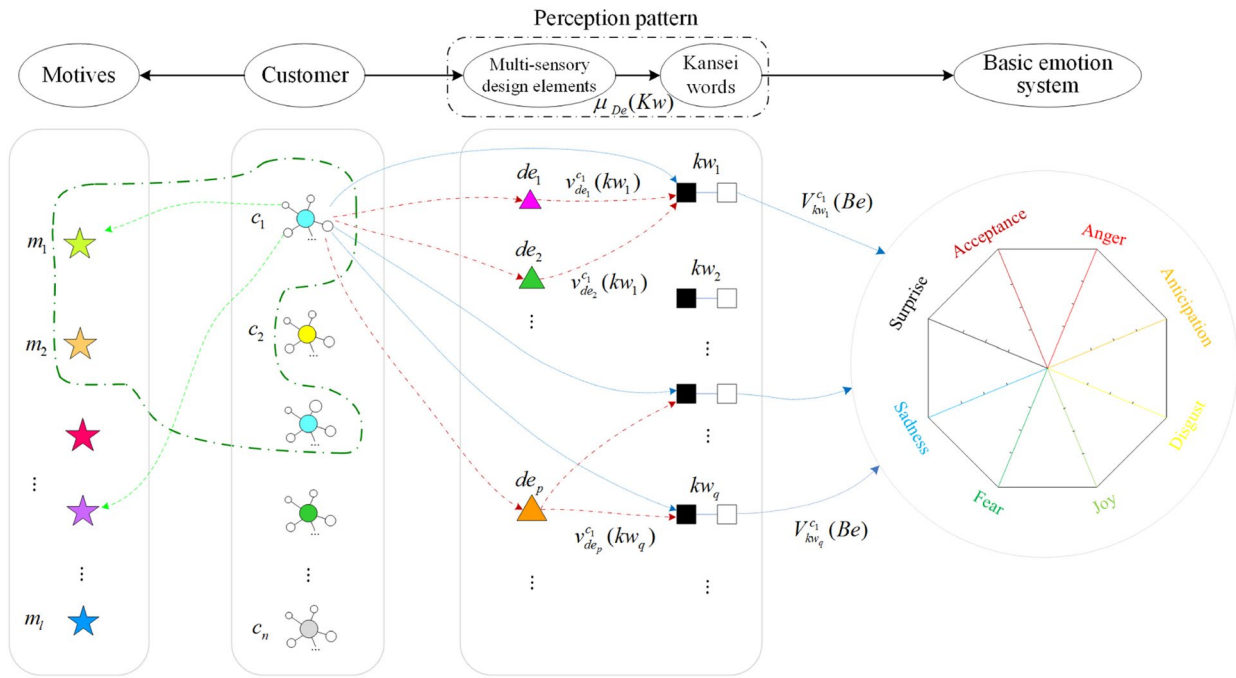 Perception pattern
Motives
Customer
Multi-sensory
design elements
Kansei
words
Basic emotion
system
μ_De(Kw)
m_1
m_2
⋮
⋮
m_l
c_1
...
c_2
...
...
...
⋮
c_n
...
de_1
v^{c_1}_{de_1}(kw_1)
de_2
v^{c_1}_{de_2}(kw_1)
⋮
de_p
v^{c_1}_{de_p}(kw_q)
⋮
kw_1
kw_2
⋮
⋮
kw_q
⋮
V^{c_1}_{kw_1}(Be)
V^{c_1}_{kw_q}(Be)
Acceptance
Anger
Anticipation
Disgust
Joy
Fear
Sadness
Surprise